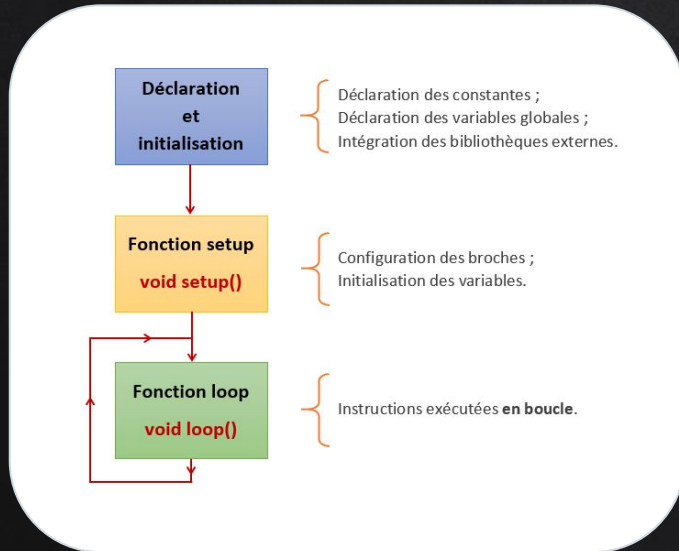 Déclaration
et
initialisation
Déclaration des constantes ;
Déclaration des variables globales ;
Intégration des bibliothèques externes.
Fonction setup
void setup()
Configuration des broches ;
Initialisation des variables.
Fonction loop
void loop()
Instructions exécutées en boucle.